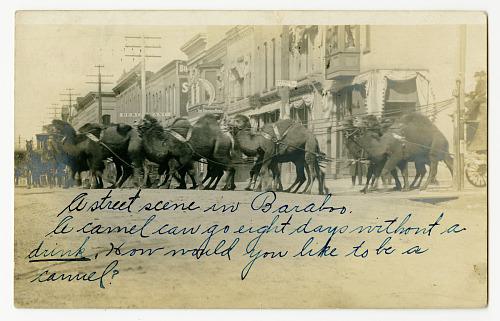 A street scene in Baraboo.
A camel can go eight days without a
drink. How would you like to be a
camel?